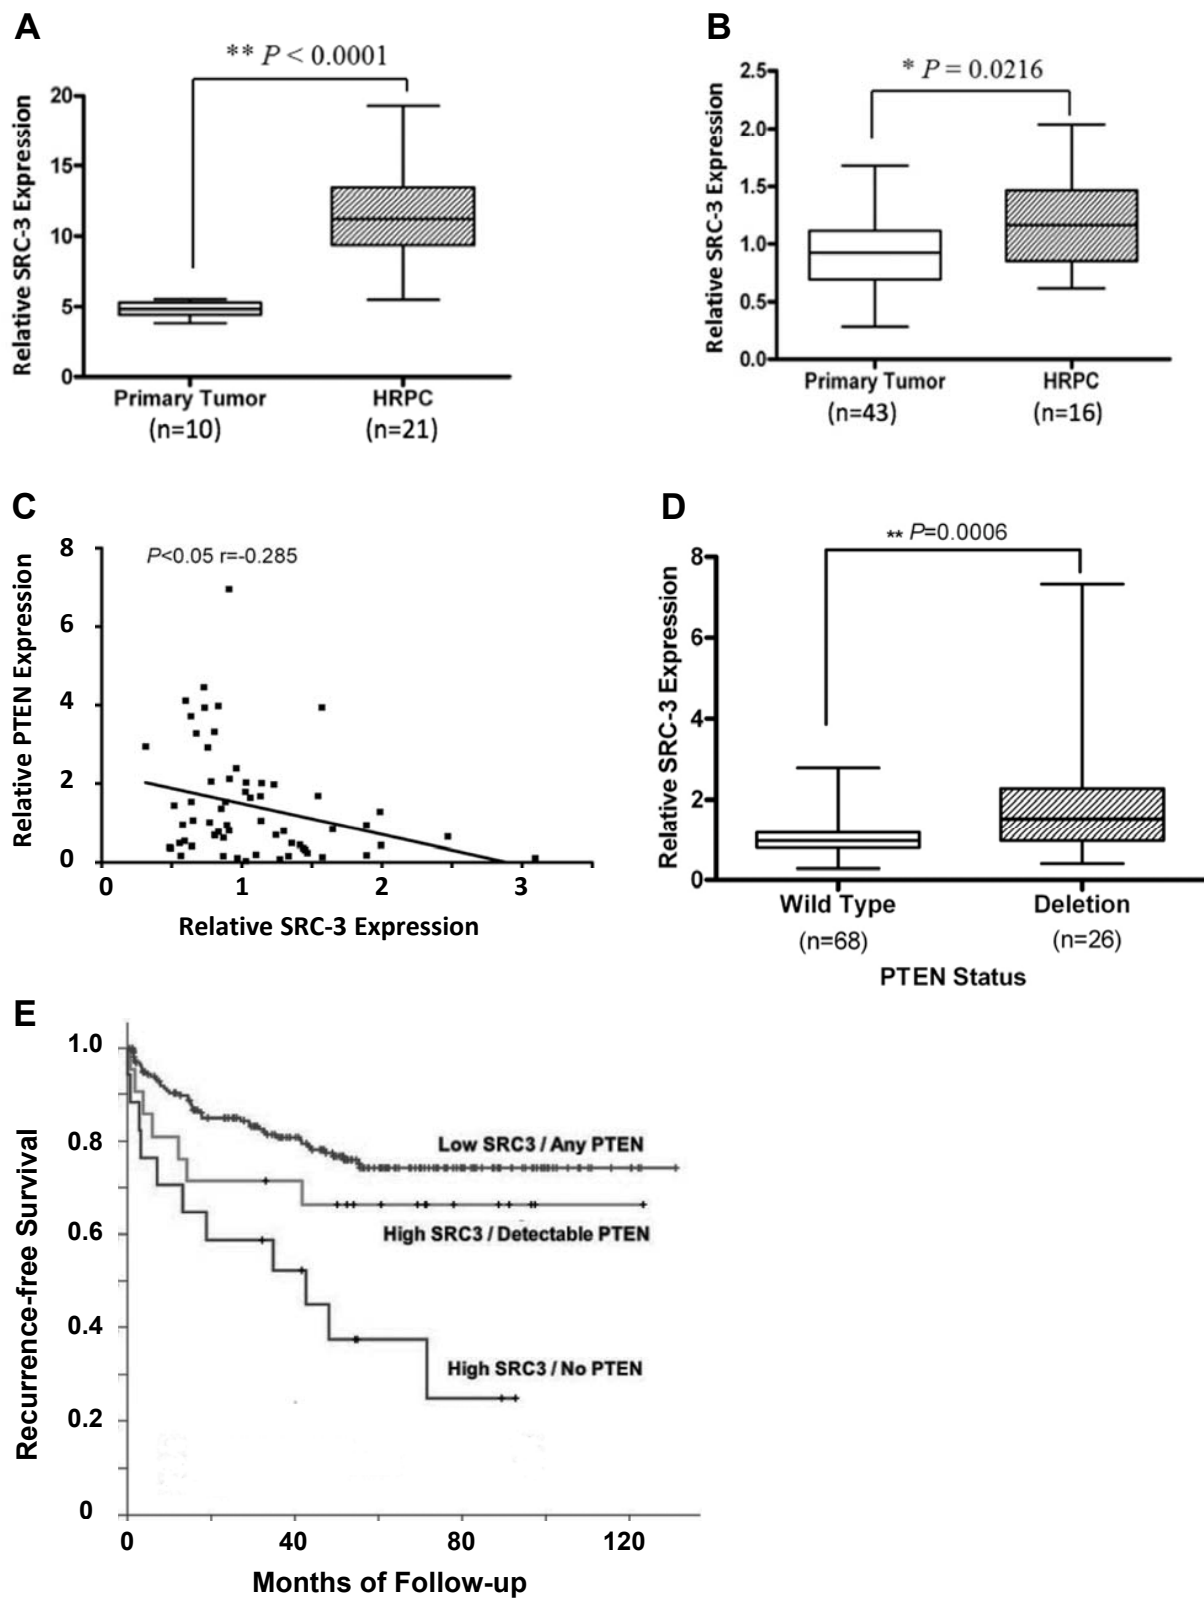 A
** P < 0.0001
Relative SRC-3 Expression
20
15
10
5
0
Primary Tumor
HRPC
(n=10)
(n=21)
B
* P = 0.0216
Relative SRC-3 Expression
2.5
2.0
1.5
1.0
0.5
0.0
Primary Tumor
HRPC
(n=43)
(n=16)
C
P<0.05 r=-0.285
Relative PTEN Expression
8
6
4
2
0
0 1 2 3
Relative SRC-3 Expression
D
** P=0.0006
Relative SRC-3 Expression
8
6
4
2
0
Wild Type
Deletion
(n=68)
(n=26)
PTEN Status
E
Recurrence-free Survival
1.0
0.8
0.6
0.4
0.2
0
Low SRC3 / Any PTEN
High SRC3 / Detectable PTEN
High SRC3 / No PTEN
0 40 80 120
Months of Follow-up